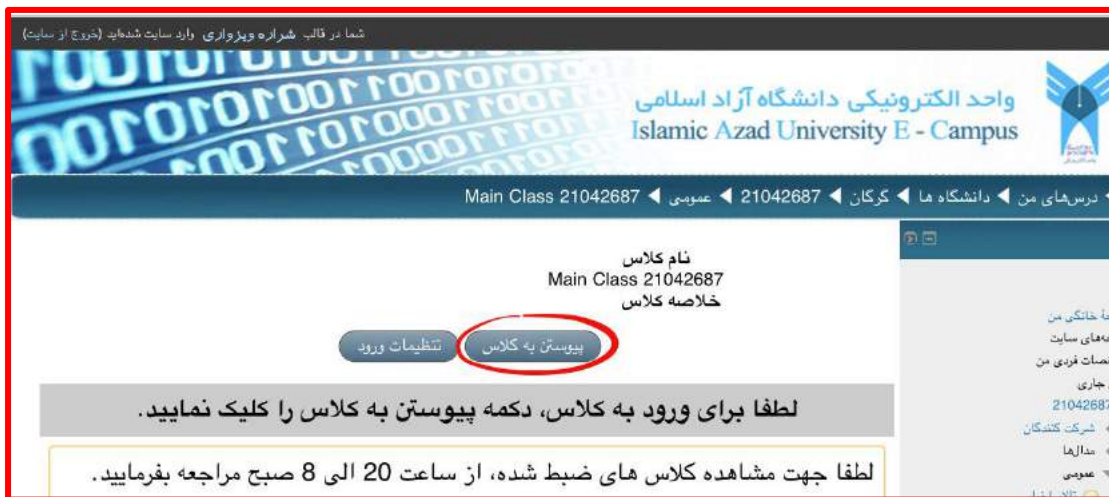 شما در قالب شراره ویزواری وارد سایت شده‌اید (خروج از سایت)
واحد الکترونیکی دانشگاه آزاد اسلامی
Islamic Azad University E - Campus
درس‌های من ◀ دانشگاه ها ◀ گرگان ◀ 21042687 ◀ عمومی ◀ Main Class 21042687
نام کلاس
Main Class 21042687
خلاصه کلاس
پیوستن به کلاس
تنظیمات ورود
لطفا برای ورود به کلاس، دکمه پیوستن به کلاس را کلیک نمایید.
لطفا جهت مشاهده کلاس های ضبط شده، از ساعت 20 الی 8 صبح مراجعه بفرمایید.
خانگی من
سایت
فردی من
جاری
21042687
شرکت کنندگان
مدال‌ها
عمومی